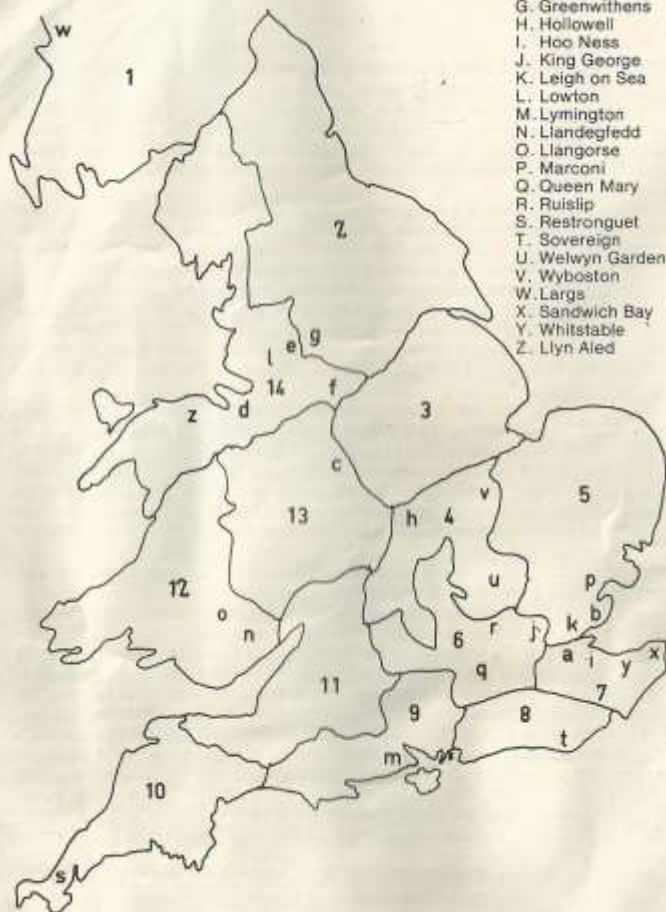 G. Greenwithens
H. Hollowell
I. Hoo Ness
J. King George
K. Leigh on Sea
L. Lowton
M. Lymington
N. Llandegfedd
O. Llangorse
P. Marconi
Q. Queen Mary
R. Ruislip
S. Restronguet
T. Sovereign
U. Welwyn Garden
V. Wyboston
W. Largs
X. Sandwich Bay
Y. Whitstable
Z. Llyn Aled
w
1
2
g
e
l
14
f
z
d
3
c
v
5
h
4
13
u
p
12
o
b
r
j
k
n
6
a
i
x
y
q
7
11
9
8
t
m
10
s